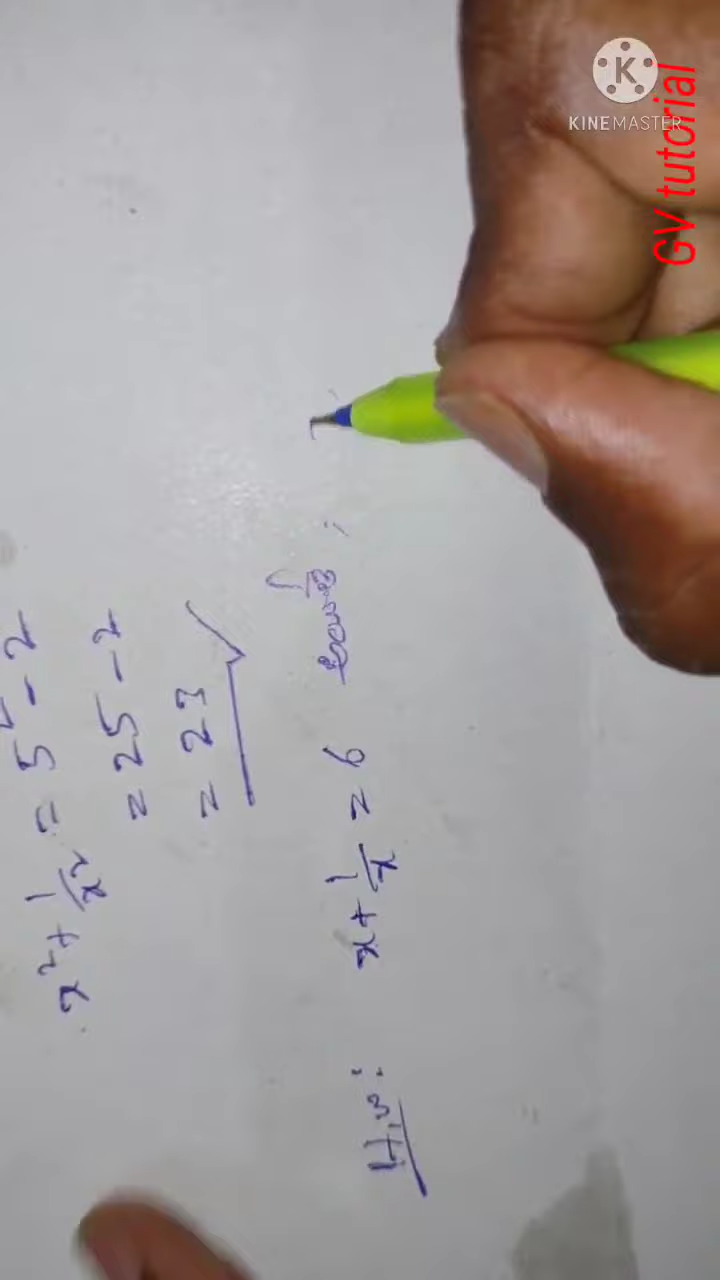 x² + 1/x² = 5² - 2
= 25 - 2
= 23
H.W: x + 1/x = 6
KINEMASTER
GV tutorial